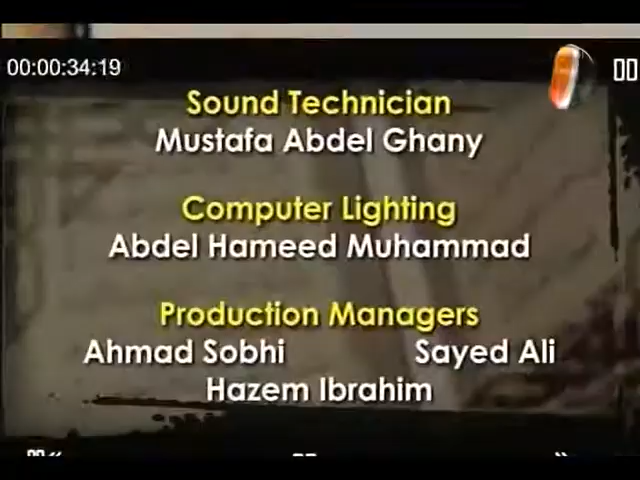 00:00:34:19
Sound Technician
Mustafa Abdel Ghany
Computer Lighting
Abdel Hameed Muhammad
Production Managers
Ahmad Sobhi Sayed Ali
Hazem Ibrahim